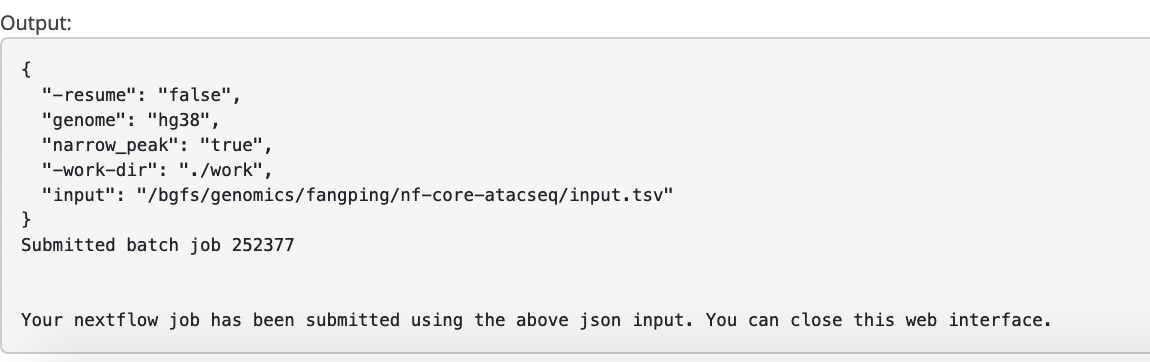 Output:
{
  "-resume": "false",
  "genome": "hg38",
  "narrow_peak": "true",
  "-work-dir": "./work",
  "input": "/bgfs/genomics/fangping/nf-core-atacseq/input.tsv"
}
Submitted batch job 252377
Your nextflow job has been submitted using the above json input. You can close this web interface.